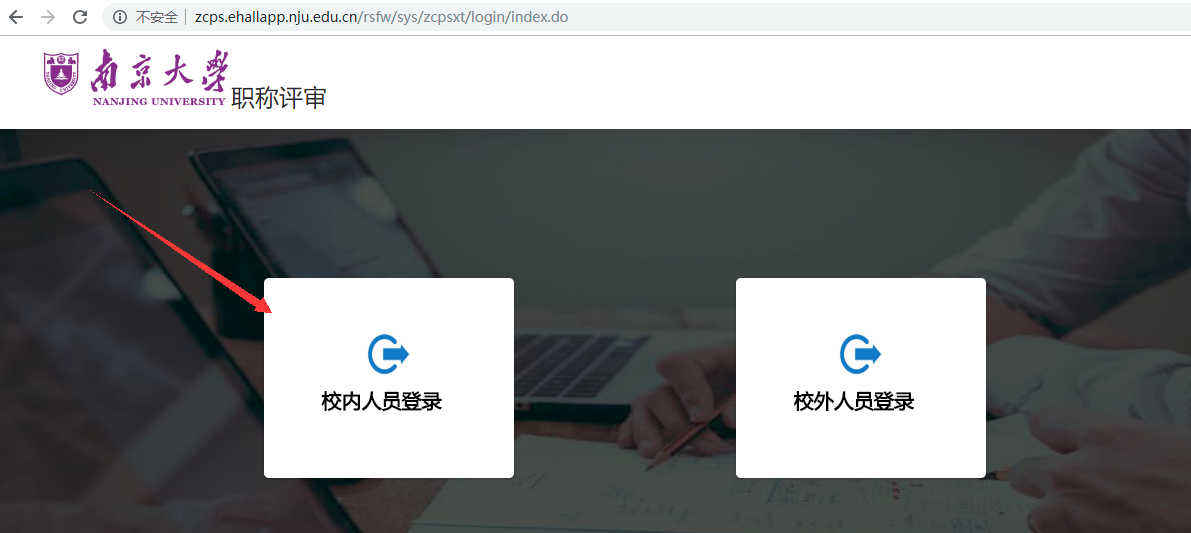 不安全 | zcps.ehallapp.nju.edu.cn/rsfw/sys/zcpsxt/login/index.do
南京大学
NANJING UNIVERSITY 职称评审
校内人员登录
校外人员登录